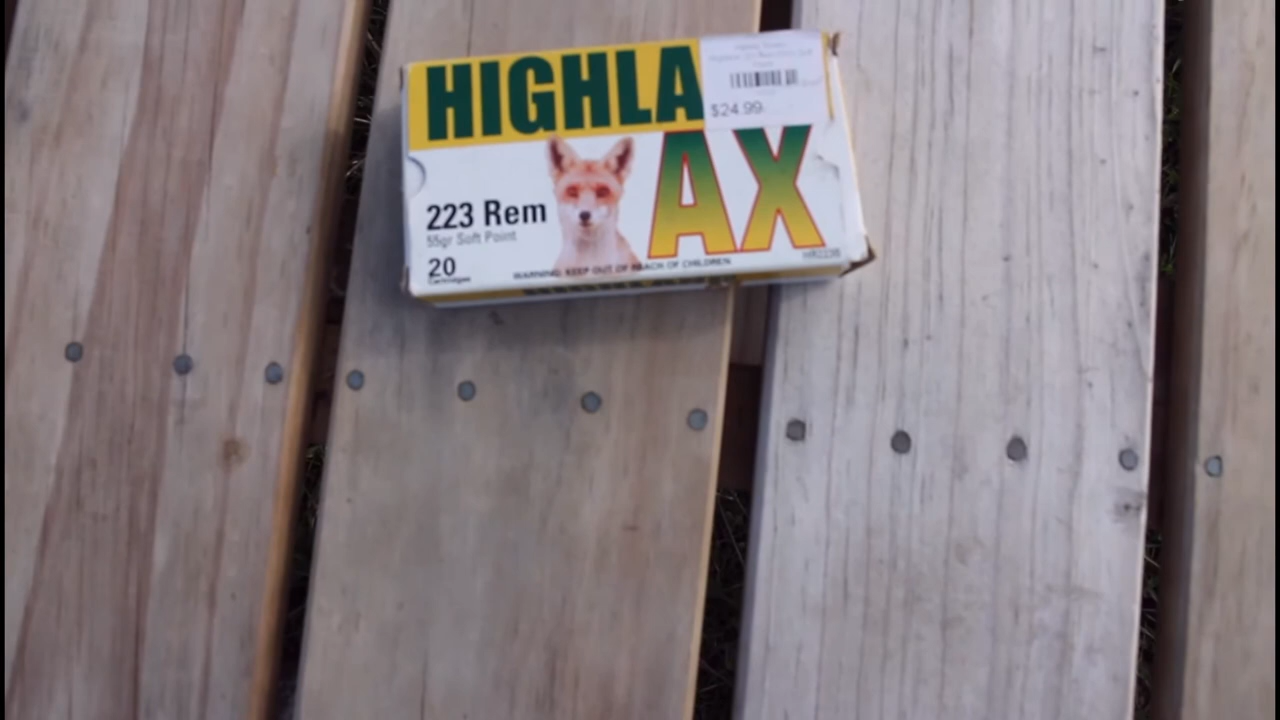 HIGHLA
$24.99
AX
223 Rem
55gr Soft Point
20
Cartridges
WARNING: KEEP OUT OF REACH OF CHILDREN.